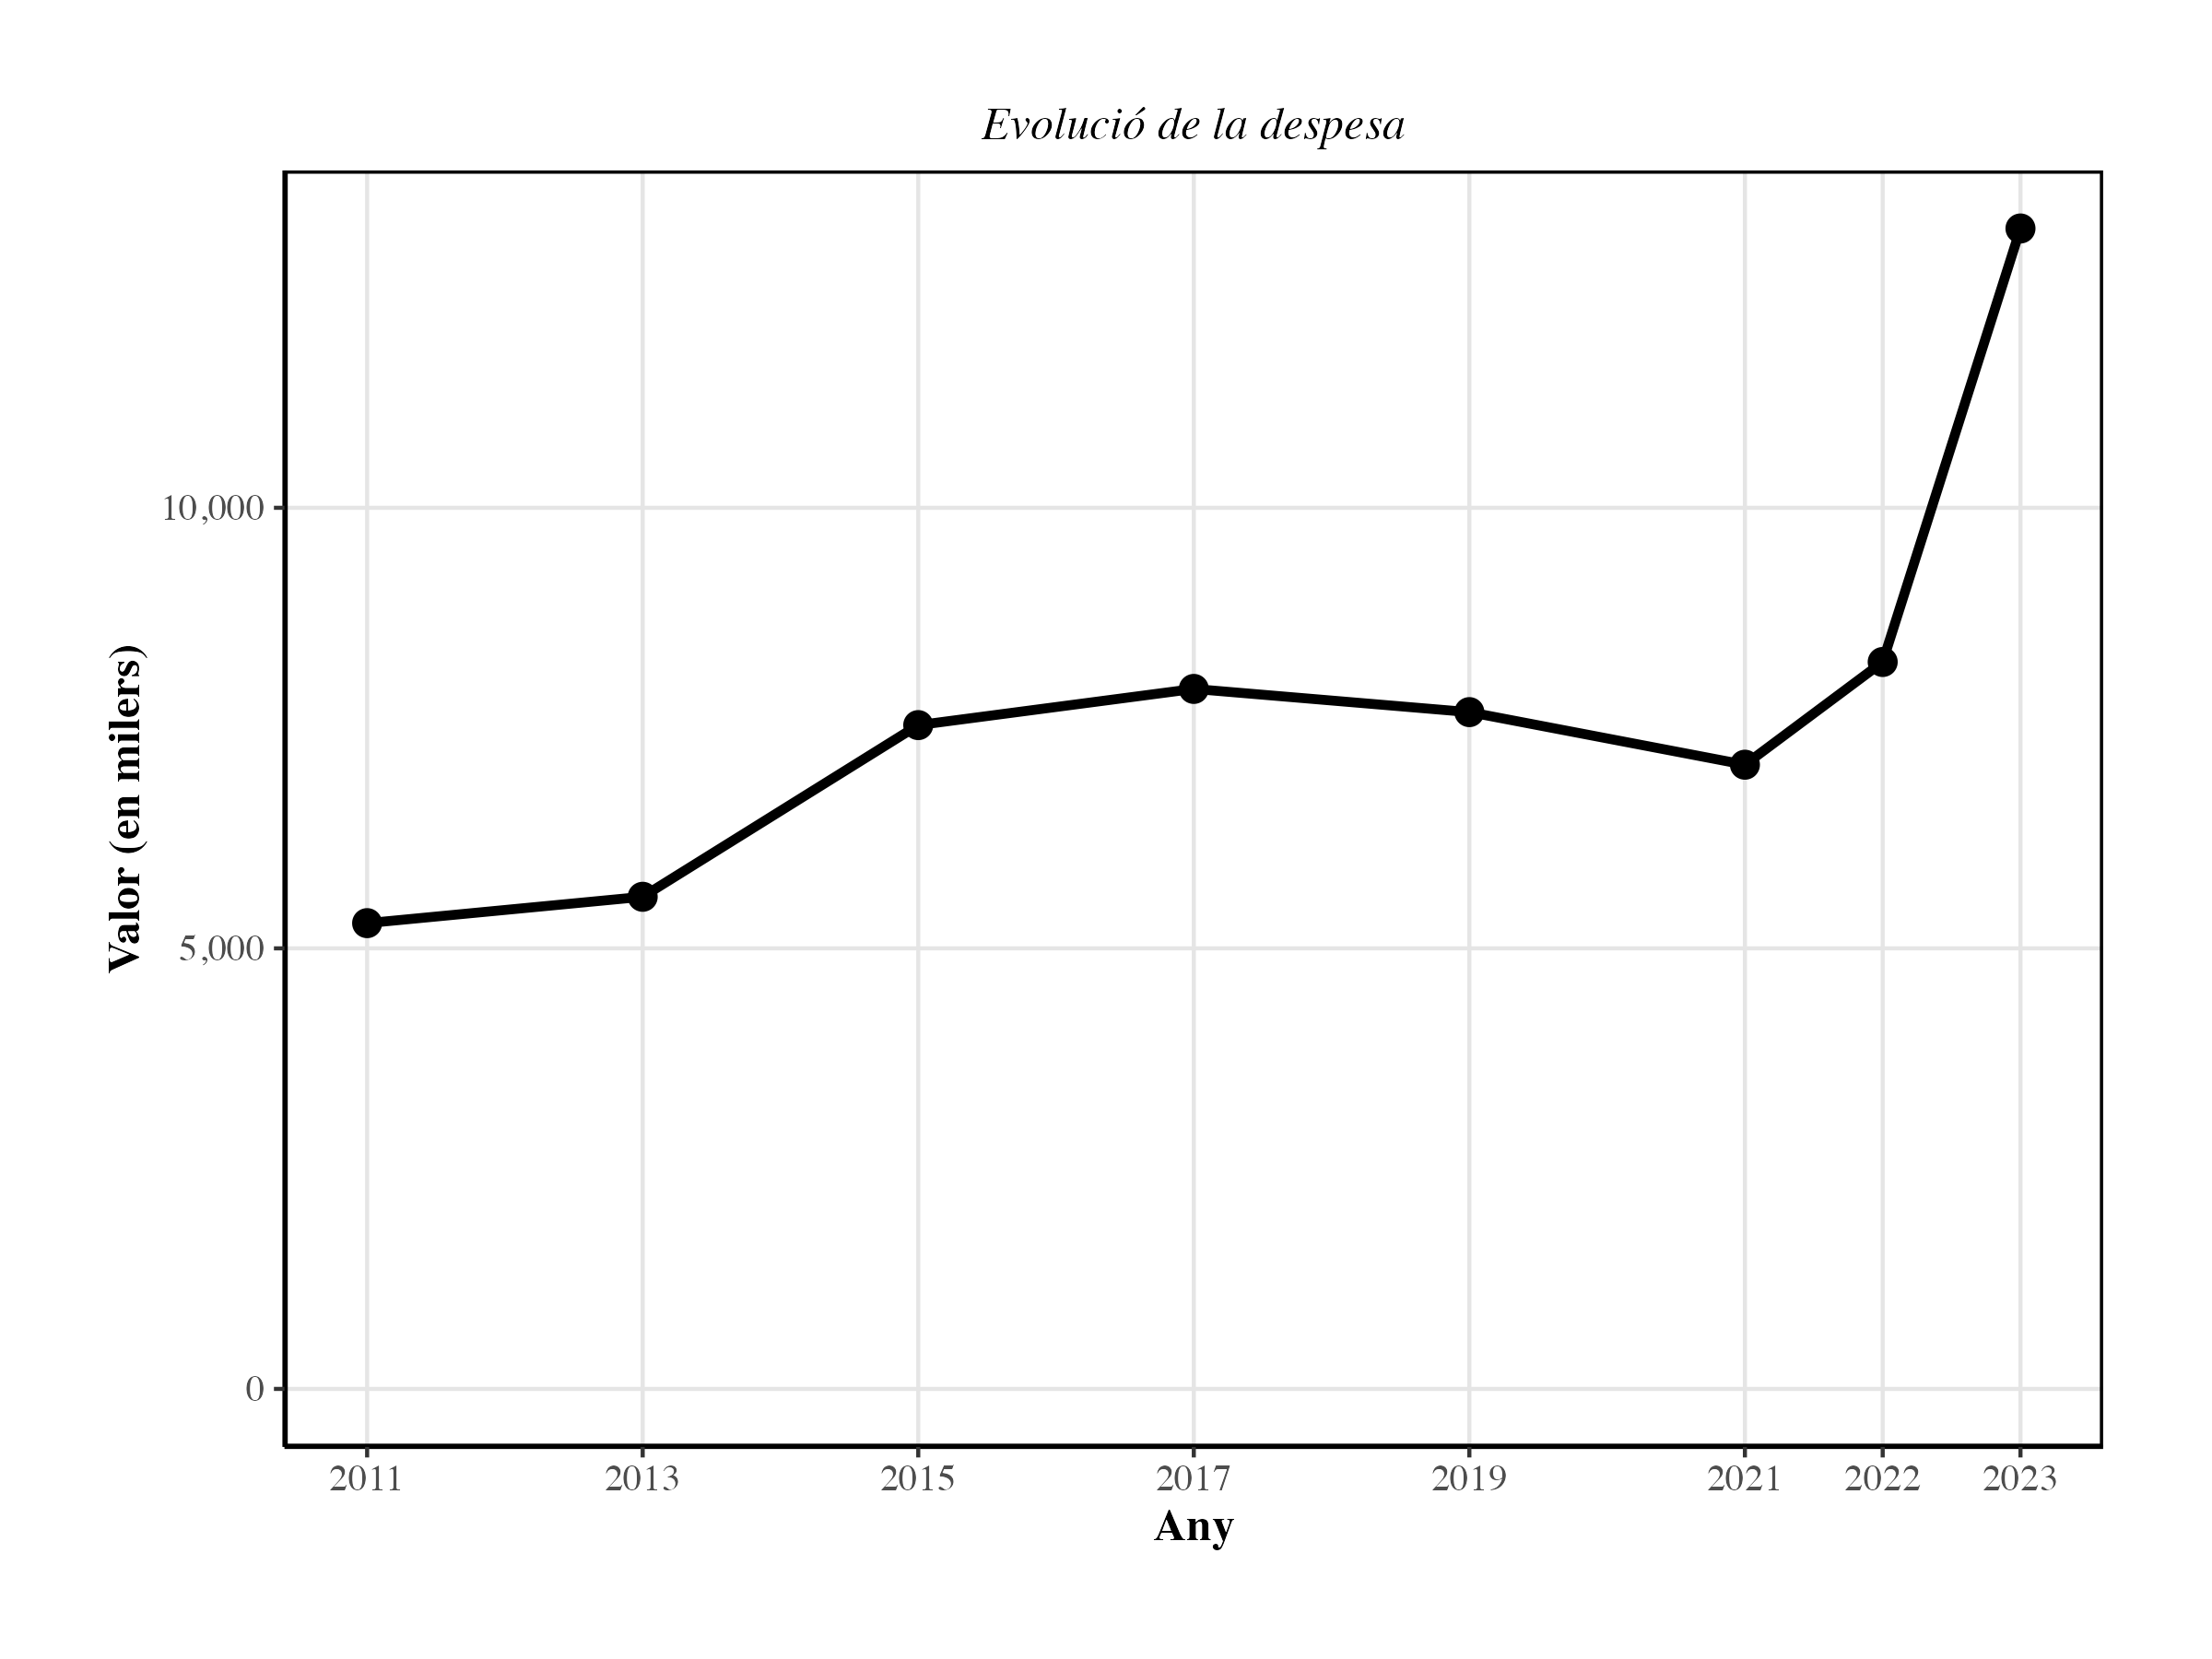 Evolució de la despesa
Valor (en milers)
10,000
5,000
0
2011 2013 2015 2017 2019 2021 2022 2023
Any